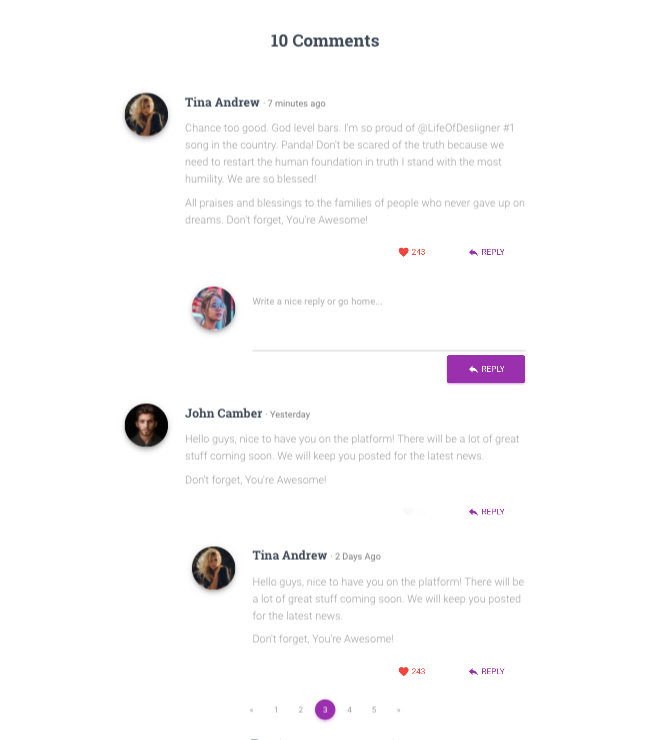 10 Comments
Tina Andrew · 7 minutes ago
Chance too good. God level bars. I'm so proud of @LifeOfDesiigner #1
song in the country. Panda! Don't be scared of the truth because we
need to restart the human foundation in truth I stand with the most
humility. We are so blessed!
All praises and blessings to the families of people who never gave up on
dreams. Don't forget, You're Awesome!
243 REPLY
Write a nice reply or go home...
REPLY
John Camber · Yesterday
Hello guys, nice to have you on the platform! There will be a lot of great
stuff coming soon. We will keep you posted for the latest news.
Don't forget, You're Awesome!
REPLY
Tina Andrew · 2 Days Ago
Hello guys, nice to have you on the platform! There will be
a lot of great stuff coming soon. We will keep you posted
for the latest news.
Don't forget, You're Awesome!
243 REPLY
« 1 2 3 4 5 »